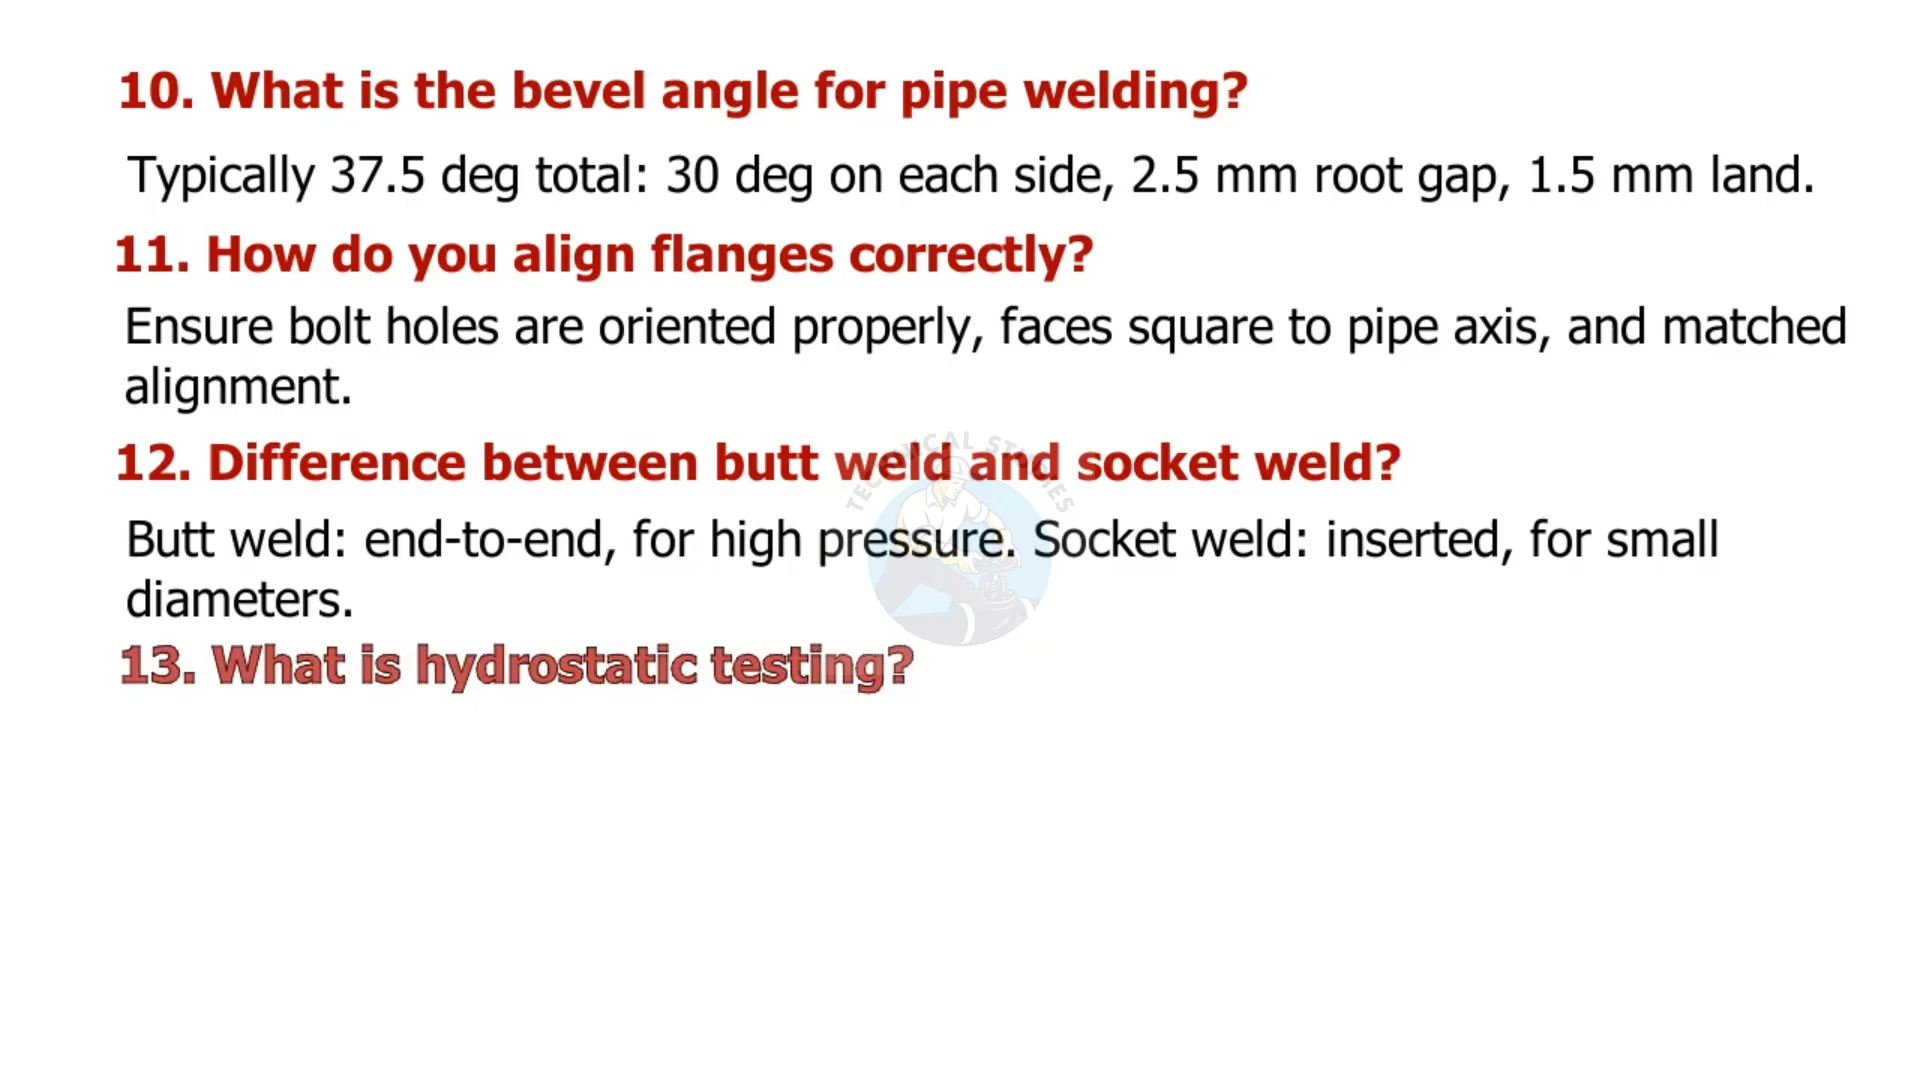 10. What is the bevel angle for pipe welding?
Typically 37.5 deg total: 30 deg on each side, 2.5 mm root gap, 1.5 mm land.
11. How do you align flanges correctly?
Ensure bolt holes are oriented properly, faces square to pipe axis, and matched
alignment.
12. Difference between butt weld and socket weld?
TECHNICAL STUDIES
Butt weld: end-to-end, for high pressure. Socket weld: inserted, for small
diameters.
13. What is hydrostatic testing?